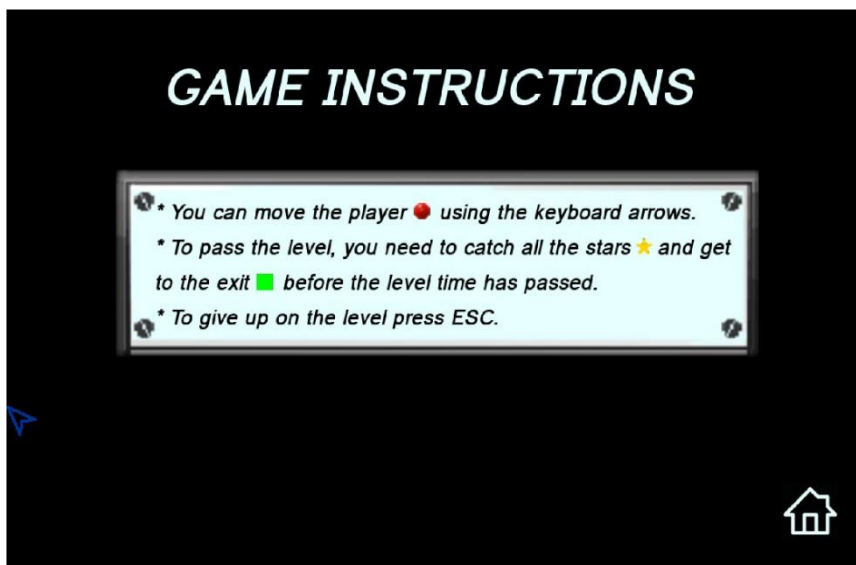 GAME INSTRUCTIONS
* You can move the player using the keyboard arrows.
* To pass the level, you need to catch all the stars and get
to the exit before the level time has passed.
* To give up on the level press ESC.